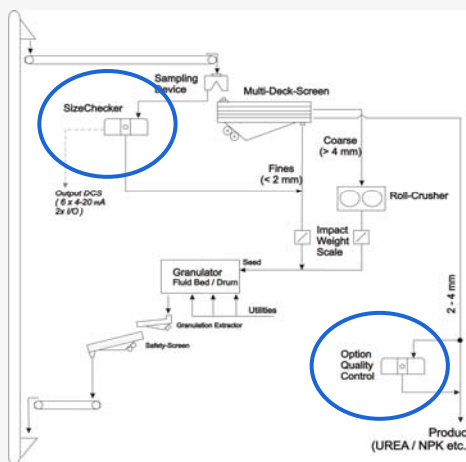 Sampling
Device
SizeChecker
Multi-Deck-Screen
Output DCS
( 6 x 4-20 nA
2x I/O )
Fines
(< 2 mm)
Coarse
(> 4 mm)
Roll-Crusher
Impact
Weight
Scale
Seed
Granulator
Fluid Bed / Drum
Utilities
Granulation Extractor
Safety-Screen
2 - 4 mm
Option
Quality
Control
Produc
(UREA / NPK etc.